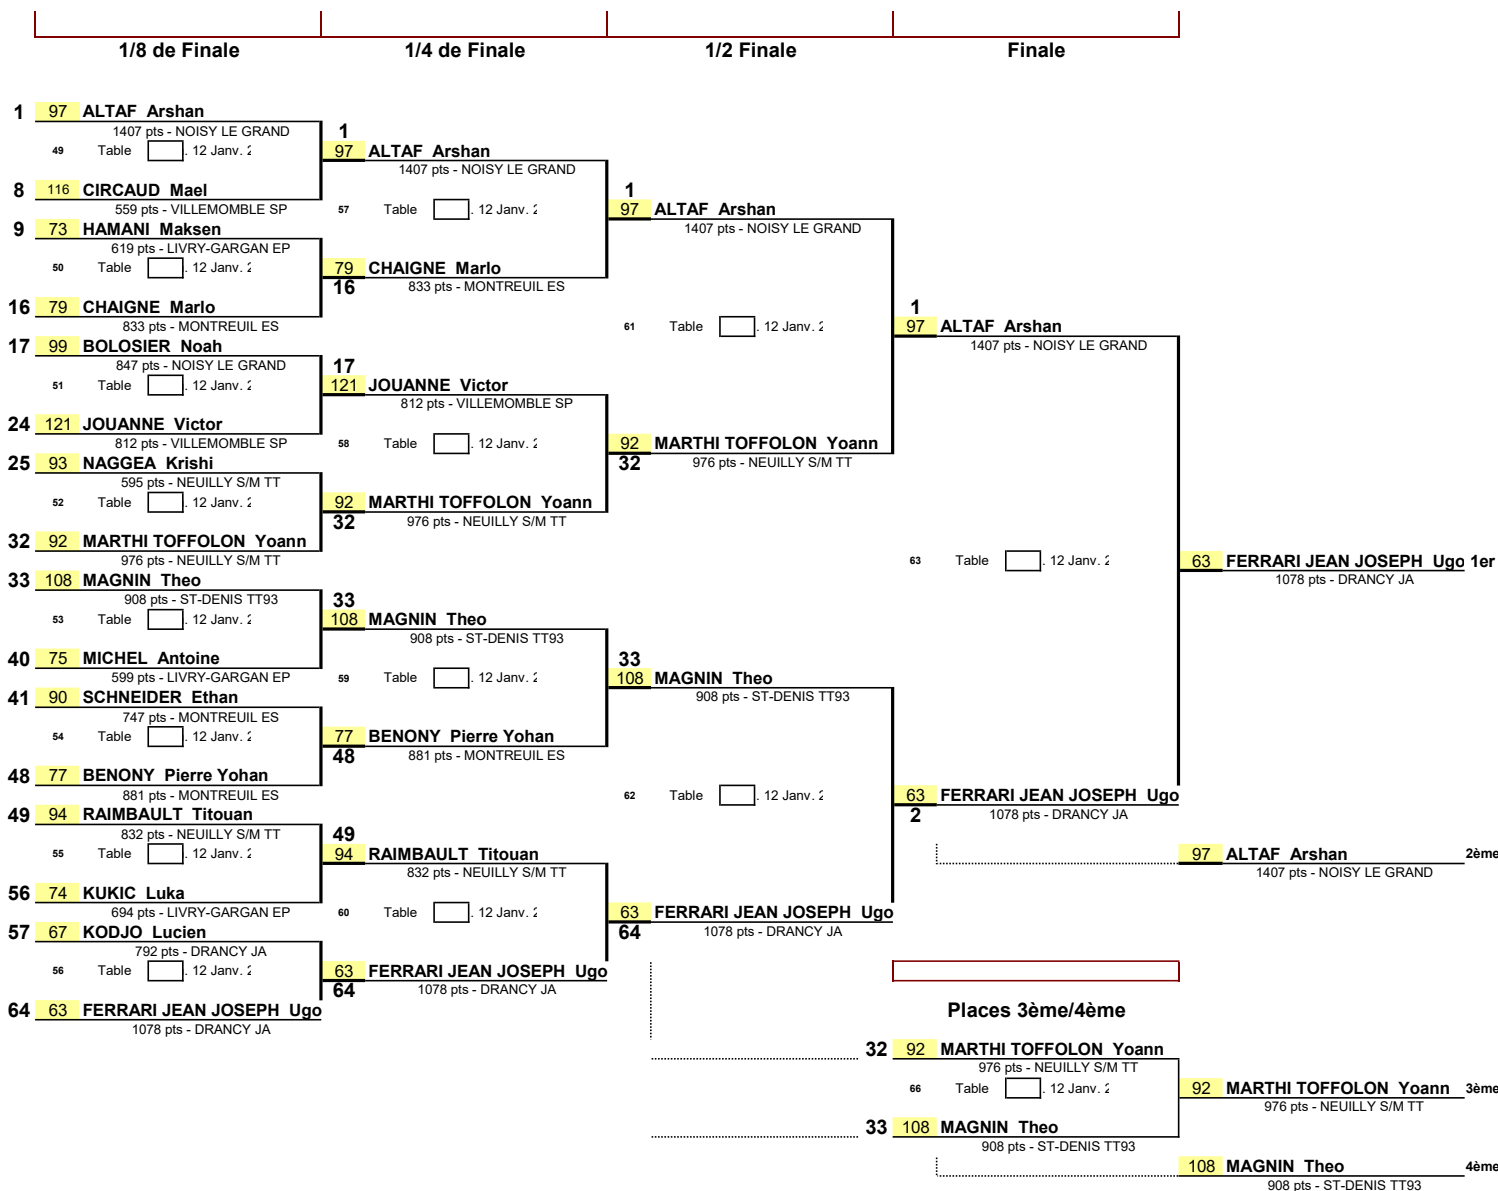 1/8 de Finale 1/4 de Finale 1/2 Finale Finale
1 97 ALTAF Arshan
1407 pts - NOISY LE GRAND
49 Table . 12 Janv. 2
8 116 CIRCAUD Mael
559 pts - VILLEMOMBLE SP
9 73 HAMANI Maksen
619 pts - LIVRY-GARGAN EP
50 Table . 12 Janv. 2
16 79 CHAIGNE Marlo
833 pts - MONTREUIL ES
17 99 BOLOSIER Noah
847 pts - NOISY LE GRAND
51 Table . 12 Janv. 2
24 121 JOUANNE Victor
812 pts - VILLEMOMBLE SP
25 93 NAGGEA Krishi
595 pts - NEUILLY S/M TT
52 Table . 12 Janv. 2
32 92 MARTHI TOFFOLON Yoann
976 pts - NEUILLY S/M TT
33 108 MAGNIN Theo
908 pts - ST-DENIS TT93
53 Table . 12 Janv. 2
40 75 MICHEL Antoine
599 pts - LIVRY-GARGAN EP
41 90 SCHNEIDER Ethan
747 pts - MONTREUIL ES
54 Table . 12 Janv. 2
48 77 BENONY Pierre Yohan
881 pts - MONTREUIL ES
49 94 RAIMBAULT Titouan
832 pts - NEUILLY S/M TT
55 Table . 12 Janv. 2
56 74 KUKIC Luka
694 pts - LIVRY-GARGAN EP
57 67 KODJO Lucien
792 pts - DRANCY JA
56 Table . 12 Janv. 2
64 63 FERRARI JEAN JOSEPH Ugo
1078 pts - DRANCY JA
1
97 ALTAF Arshan
1407 pts - NOISY LE GRAND
57 Table . 12 Janv. 2
79 CHAIGNE Marlo
16 833 pts - MONTREUIL ES
17
121 JOUANNE Victor
812 pts - VILLEMOMBLE SP
58 Table . 12 Janv. 2
92 MARTHI TOFFOLON Yoann
32 976 pts - NEUILLY S/M TT
33
108 MAGNIN Theo
908 pts - ST-DENIS TT93
59 Table . 12 Janv. 2
77 BENONY Pierre Yohan
48 881 pts - MONTREUIL ES
49
94 RAIMBAULT Titouan
832 pts - NEUILLY S/M TT
60 Table . 12 Janv. 2
63 FERRARI JEAN JOSEPH Ugo
64 1078 pts - DRANCY JA
1
97 ALTAF Arshan
1407 pts - NOISY LE GRAND
61 Table . 12 Janv. 2
92 MARTHI TOFFOLON Yoann
32 976 pts - NEUILLY S/M TT
33
108 MAGNIN Theo
908 pts - ST-DENIS TT93
62 Table . 12 Janv. 2
63 FERRARI JEAN JOSEPH Ugo
64 1078 pts - DRANCY JA
1
97 ALTAF Arshan
1407 pts - NOISY LE GRAND
63 Table . 12 Janv. 2
63 FERRARI JEAN JOSEPH Ugo
2 1078 pts - DRANCY JA
63 FERRARI JEAN JOSEPH Ugo 1er
1078 pts - DRANCY JA
97 ALTAF Arshan 2ème
1407 pts - NOISY LE GRAND
Places 3ème/4ème
32 92 MARTHI TOFFOLON Yoann
976 pts - NEUILLY S/M TT
66 Table . 12 Janv. 2
33 108 MAGNIN Theo
908 pts - ST-DENIS TT93
92 MARTHI TOFFOLON Yoann 3ème
976 pts - NEUILLY S/M TT
108 MAGNIN Theo 4ème
908 pts - ST-DENIS TT93